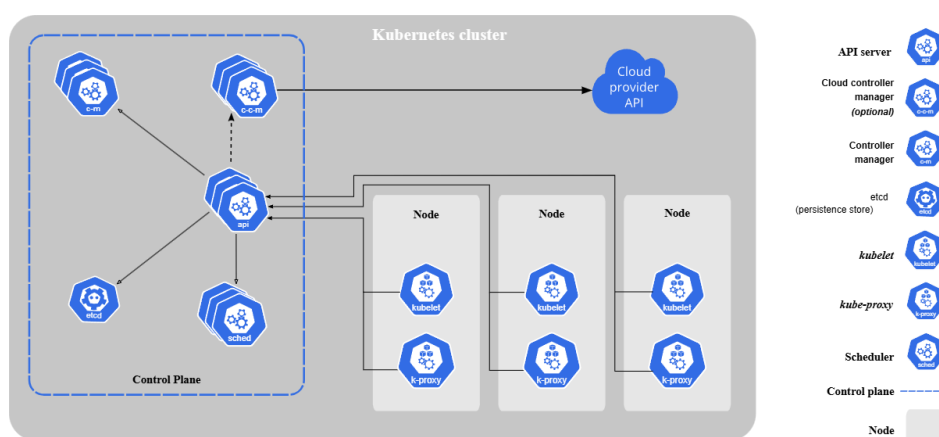 Kubernetes cluster
c-m
c-c-m
Cloud
provider
API
api
etcd
sched
Control Plane
Node
Node
Node
kubelet
kubelet
kubelet
k-proxy
k-proxy
k-proxy
API server
api
Cloud controller
manager
(optional)
c-c-m
Controller
manager
c-m
etcd
(persistence store)
etcd
kubelet
kubelet
kube-proxy
k-proxy
Scheduler
sched
Control plane
Node